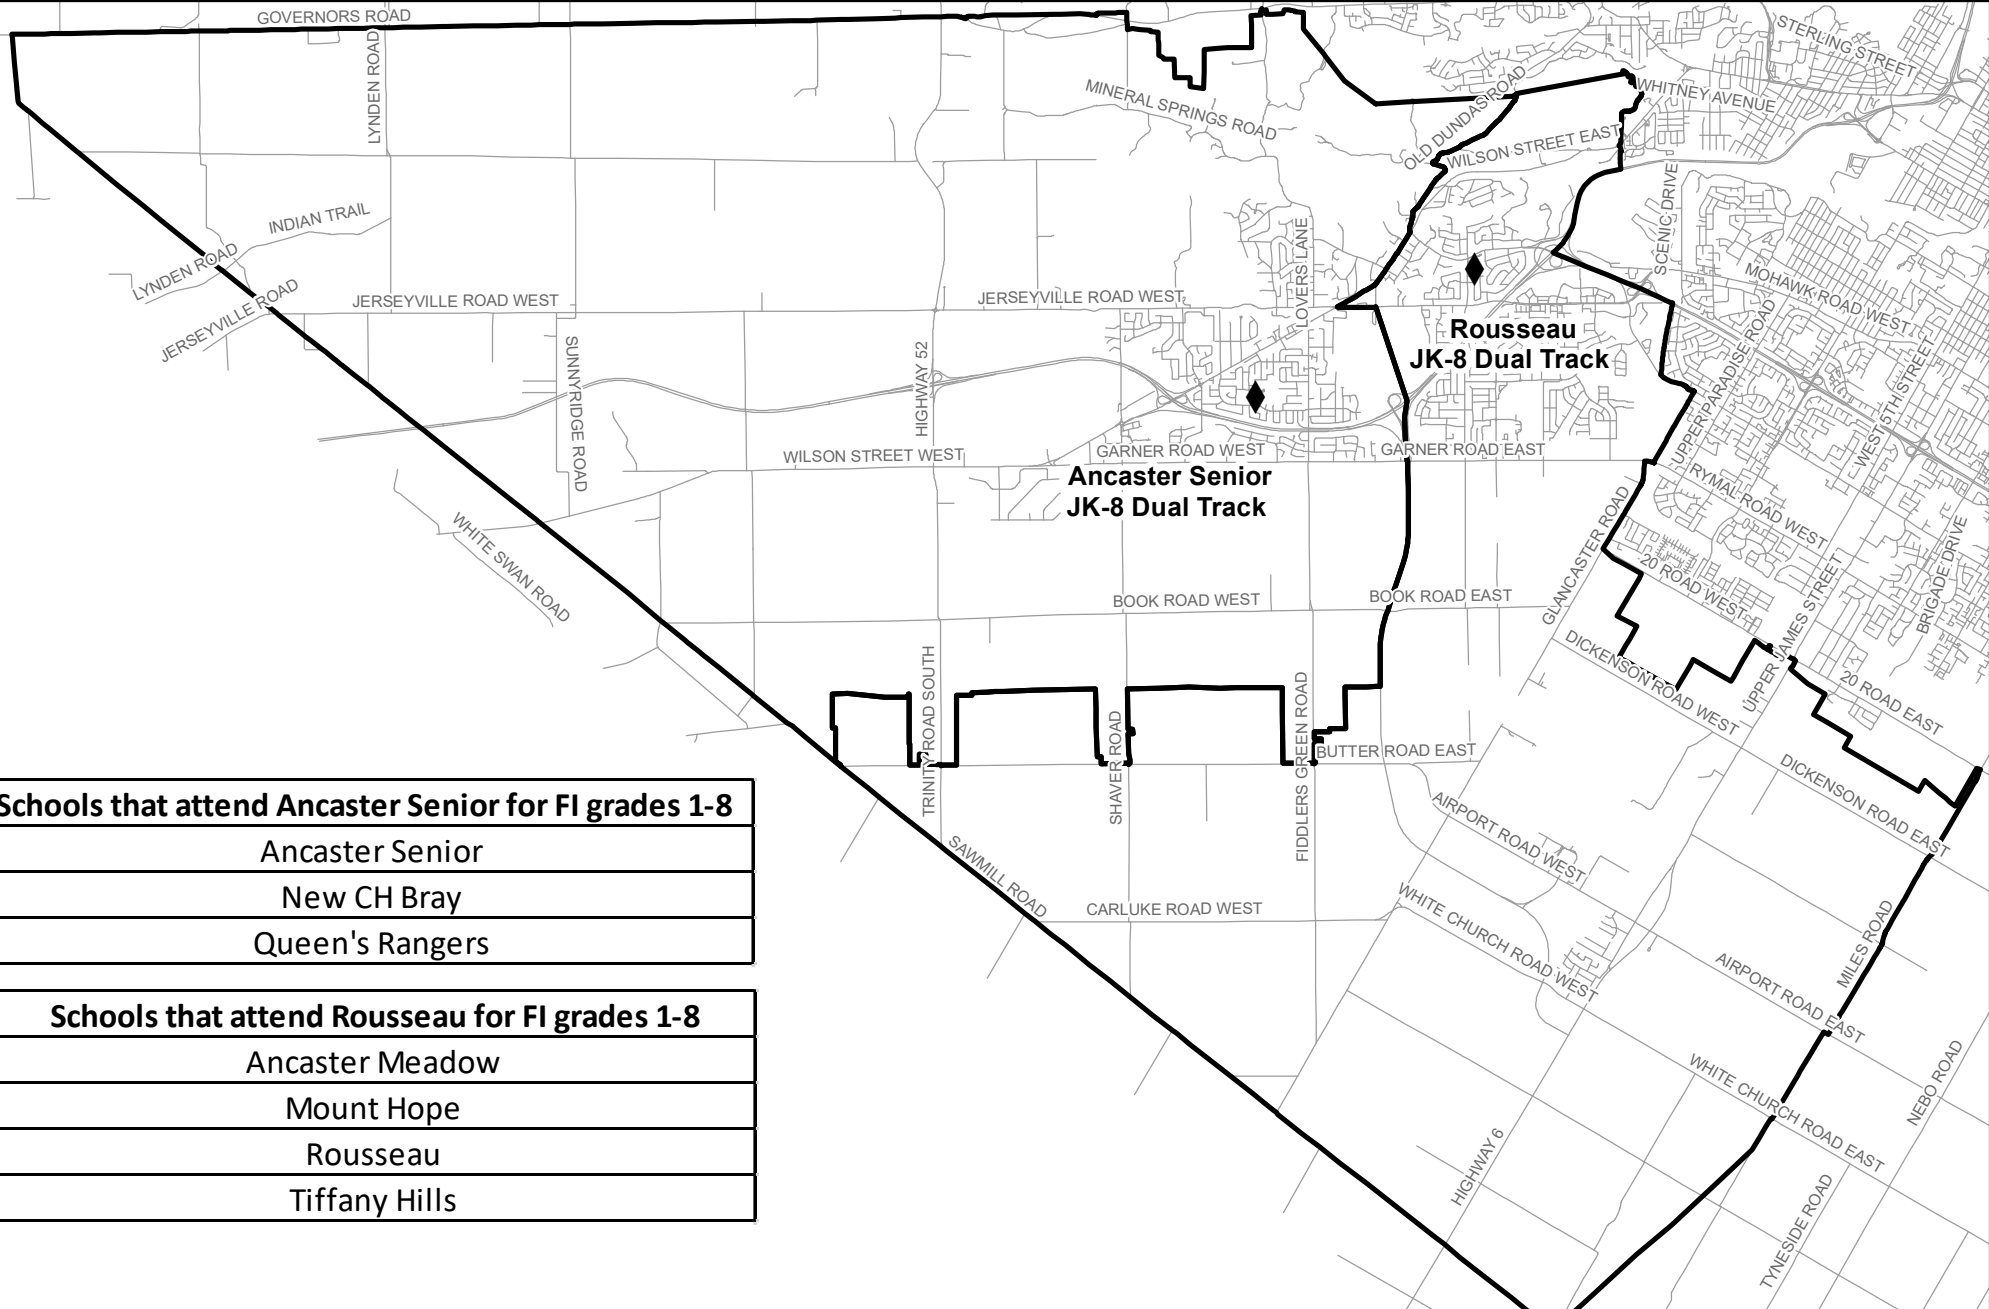 GOVERNORS ROAD
STERLING STREET
LYNDEN ROAD
MINERAL SPRINGS ROAD
OLD DUNDAS ROAD
WHITNEY AVENUE
WILSON STREET EAST
SCENIC DRIVE
INDIAN TRAIL
LYNDEN ROAD
LOVERS LANE
MOHAWK ROAD WEST
JERSEYVILLE ROAD
JERSEYVILLE ROAD WEST
JERSEYVILLE ROAD WEST
Rousseau
JK-8 Dual Track
UPPER PARADISE ROAD
WEST 5TH STREET
SUNNYRIDGE ROAD
HIGHWAY 52
WILSON STREET WEST
GARNER ROAD WEST
GARNER ROAD EAST
Ancaster Senior
JK-8 Dual Track
RYMAL ROAD WEST
WHITE SWAN ROAD
GLANCASTER ROAD
20 ROAD WEST
BRIGADE DRIVE
BOOK ROAD WEST
BOOK ROAD EAST
DICKENSON ROAD WEST
UPPER JAMES STREET
20 ROAD EAST
TRINITY ROAD SOUTH
SHAVER ROAD
FIDDLERS GREEN ROAD
BUTTER ROAD EAST
DICKENSON ROAD EAST
AIRPORT ROAD WEST
SAWMILL ROAD
CARLUKE ROAD WEST
WHITE CHURCH ROAD WEST
MILES ROAD
AIRPORT ROAD EAST
WHITE CHURCH ROAD EAST
NEBO ROAD
HIGHWAY 6
TYNESIDE ROAD
Schools that attend Ancaster Senior for FI grades 1-8
Ancaster Senior
New CH Bray
Queen's Rangers
Schools that attend Rousseau for FI grades 1-8
Ancaster Meadow
Mount Hope
Rousseau
Tiffany Hills